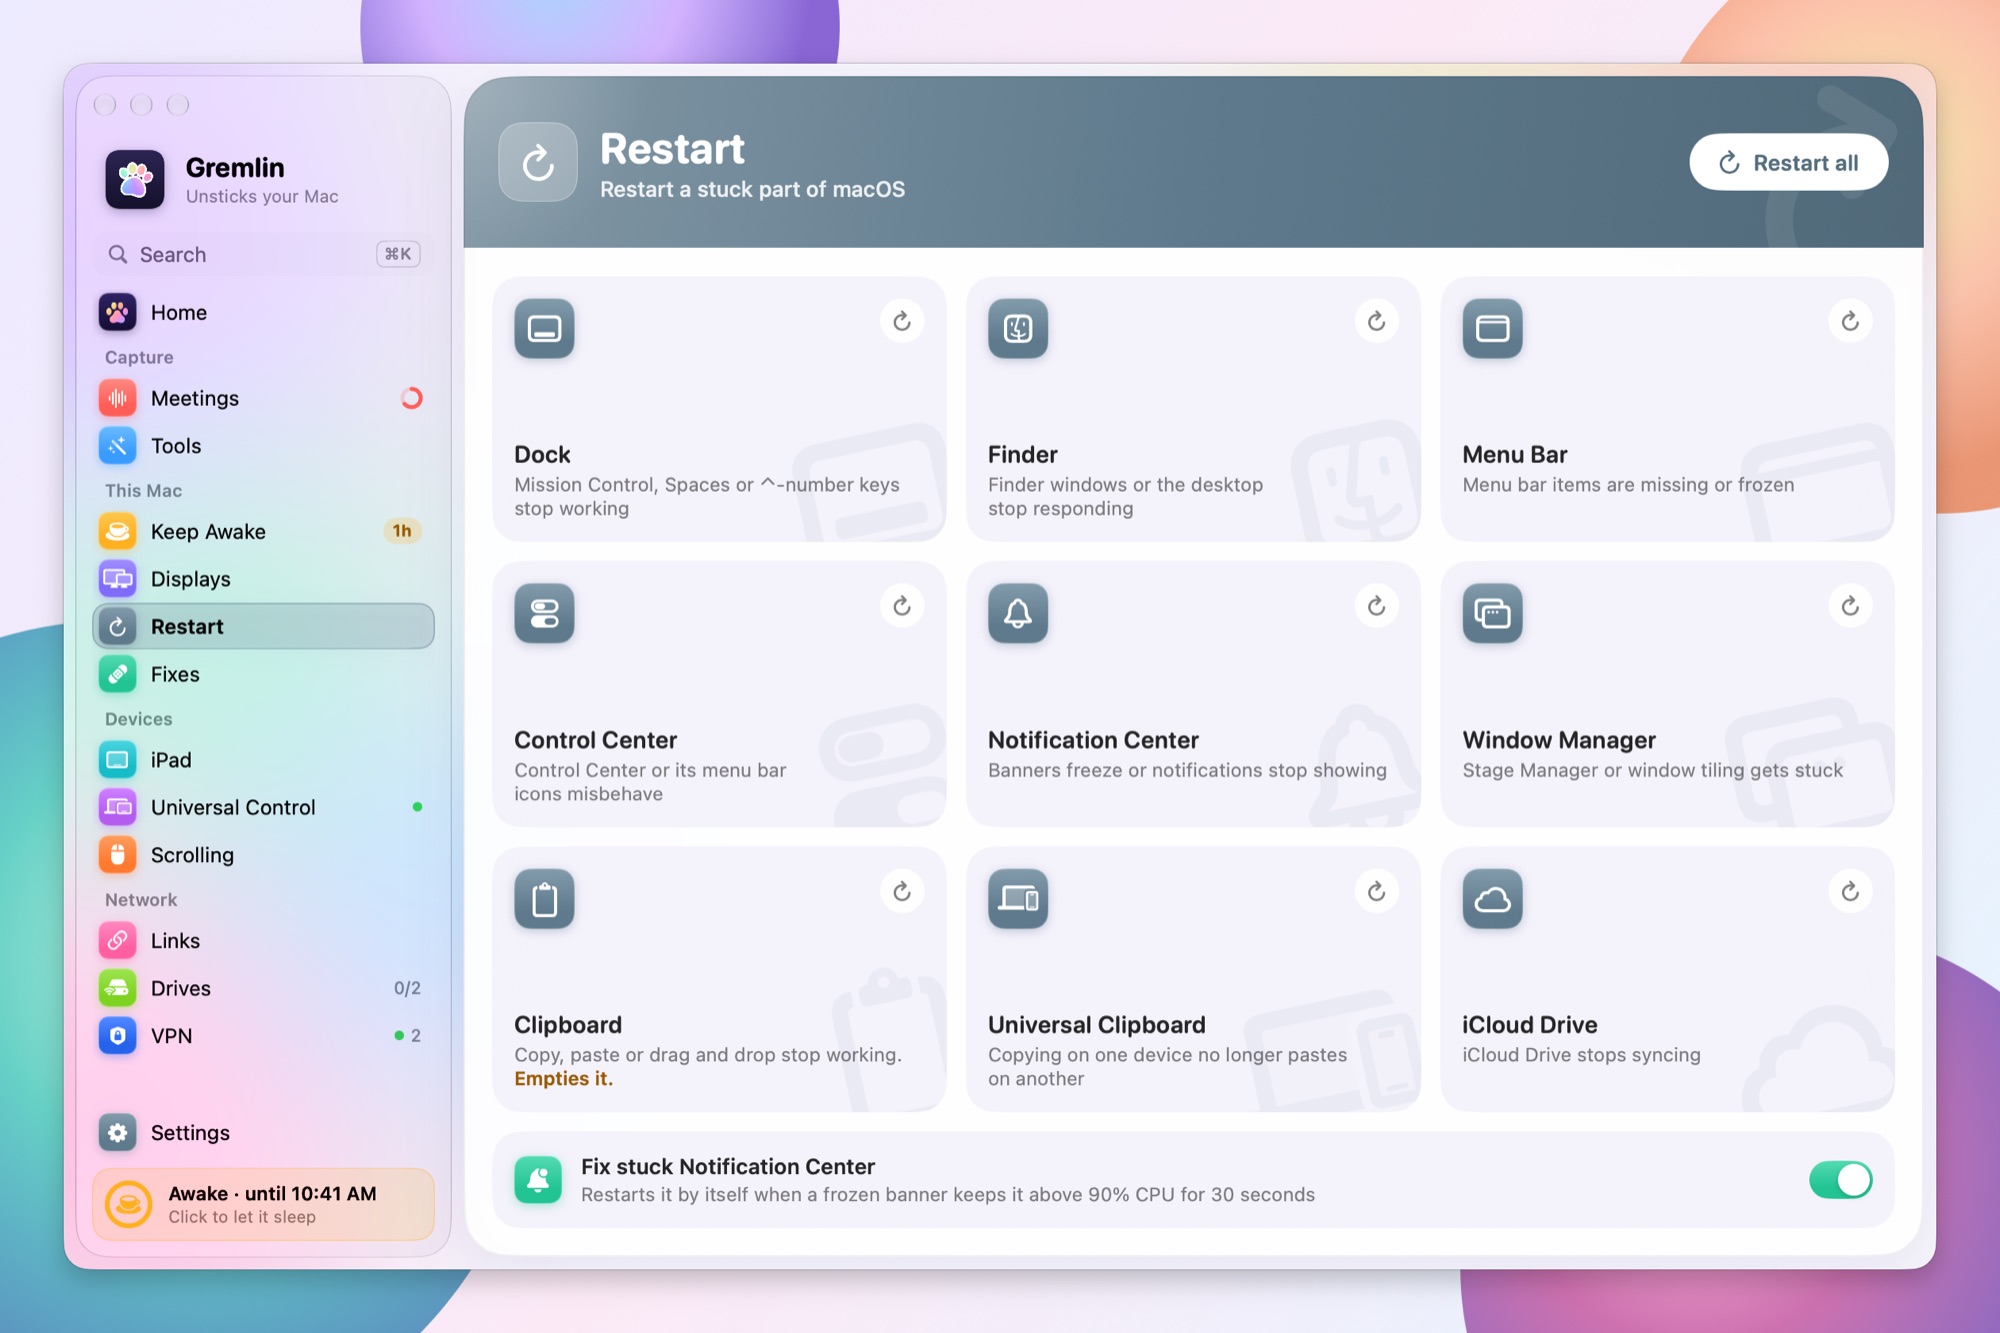 Gremlin
Unsticks your Mac
Search
⌘K
Home
Capture
Meetings
Tools
This Mac
Keep Awake
1h
Displays
Restart
Fixes
Devices
iPad
Universal Control
Scrolling
Network
Links
Drives
0/2
VPN
2
Settings
Awake · until 10:41 AM
Click to let it sleep
Restart
Restart a stuck part of macOS
Restart all
Dock
Mission Control, Spaces or ^-number keys
stop working
Finder
Finder windows or the desktop
stop responding
Menu Bar
Menu bar items are missing or frozen
Control Center
Control Center or its menu bar
icons misbehave
Notification Center
Banners freeze or notifications stop showing
Window Manager
Stage Manager or window tiling gets stuck
Clipboard
Copy, paste or drag and drop stop working.
Empties it.
Universal Clipboard
Copying on one device no longer pastes
on another
iCloud Drive
iCloud Drive stops syncing
Fix stuck Notification Center
Restarts it by itself when a frozen banner keeps it above 90% CPU for 30 seconds